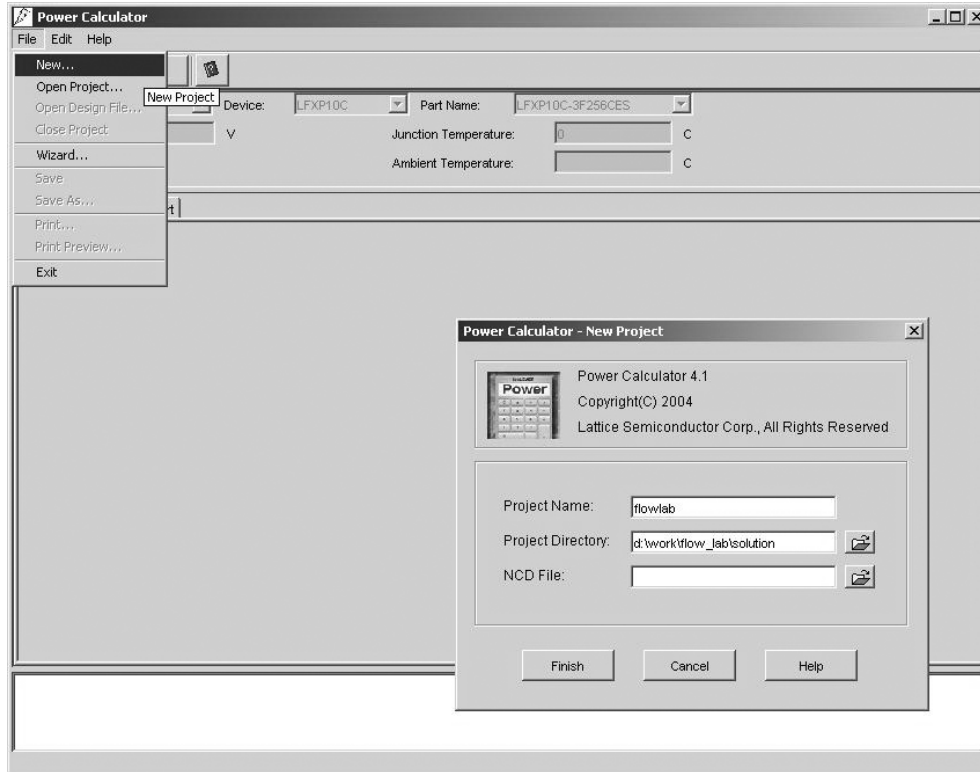 Power Calculator
File Edit Help
New...
Open Project...
New Project
Open Design File...
Close Project
Wizard...
Save
Save As...
Print...
Print Preview...
Exit
Device: LFXP10C Part Name: LFXP10C-3F256CES
V Junction Temperature: 0 C
Ambient Temperature: C
Power Calculator - New Project
Power
Power Calculator 4.1
Copyright(C) 2004
Lattice Semiconductor Corp., All Rights Reserved
Project Name: flowlab
Project Directory: d:\work\flow_lab\solution
NCD File:
Finish Cancel Help